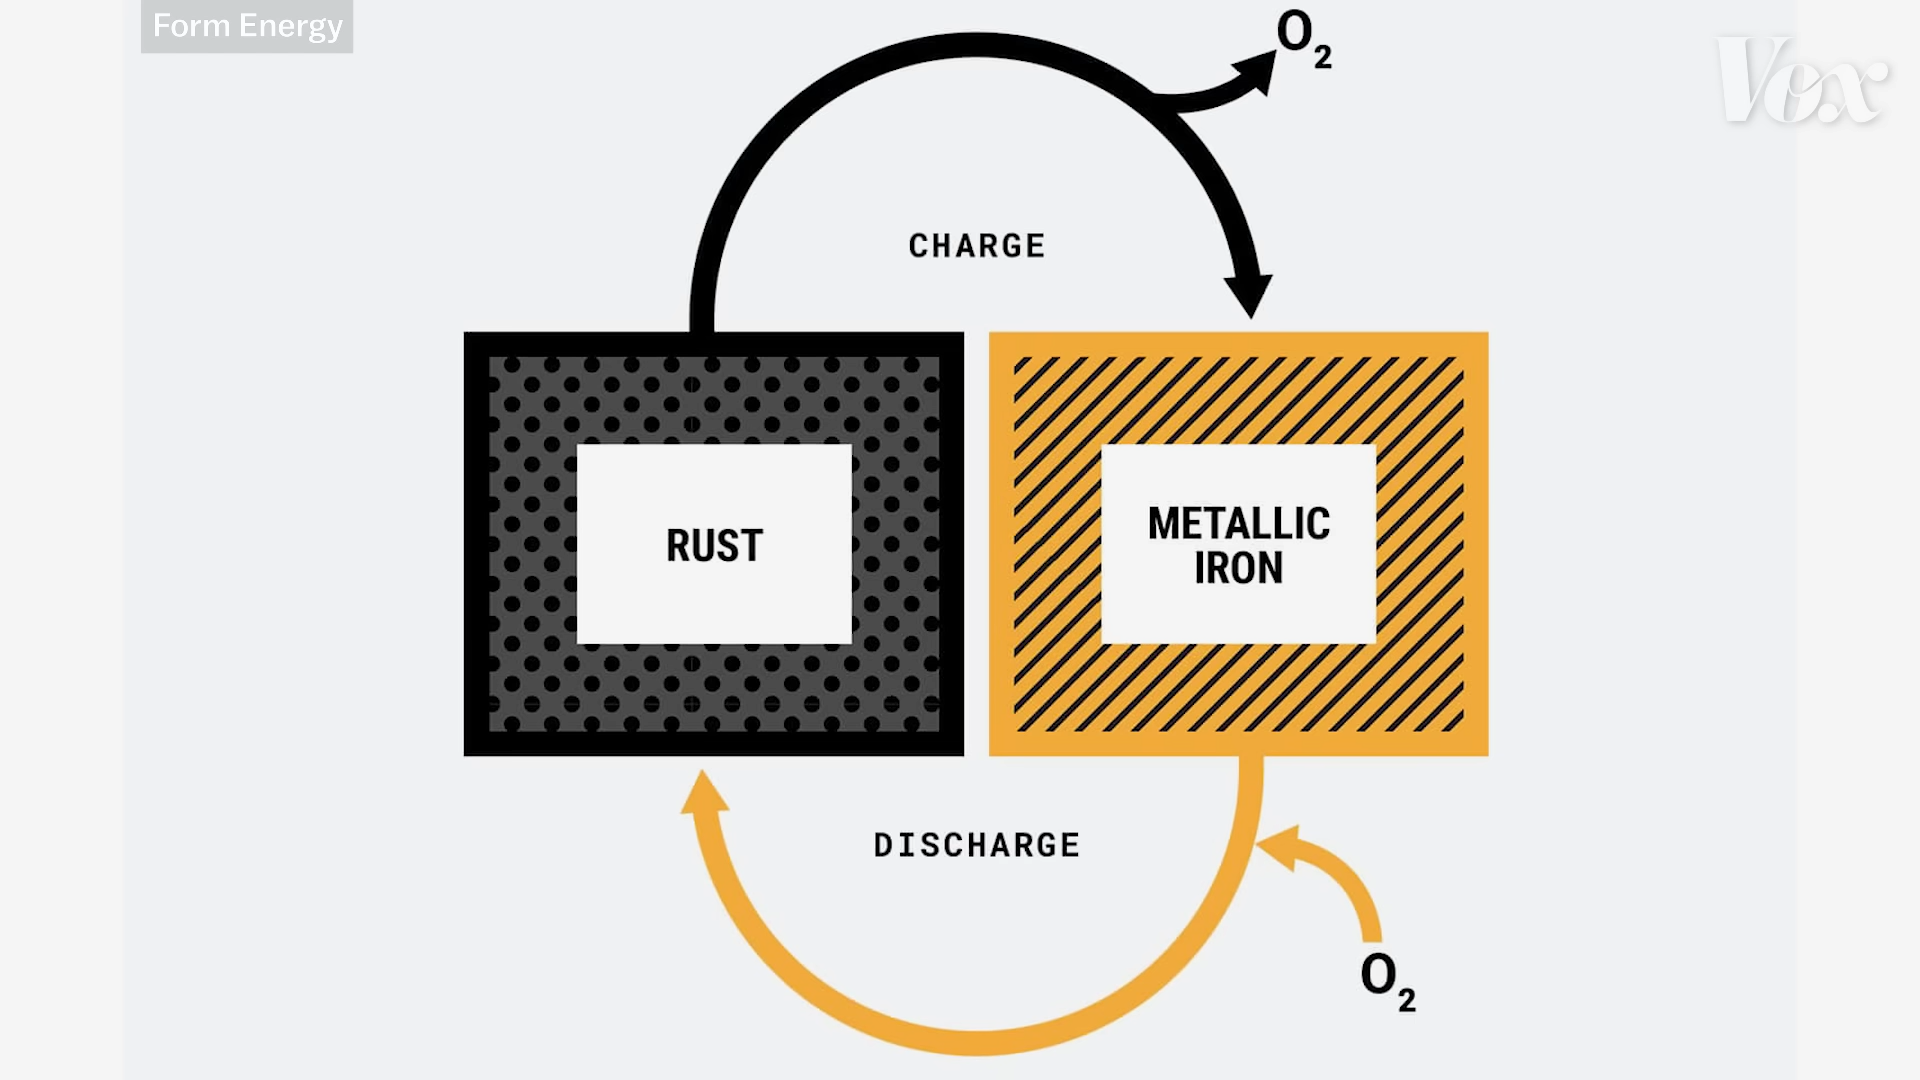 Form Energy
Vox
O₂
CHARGE
RUST
METALLIC
IRON
DISCHARGE
O₂